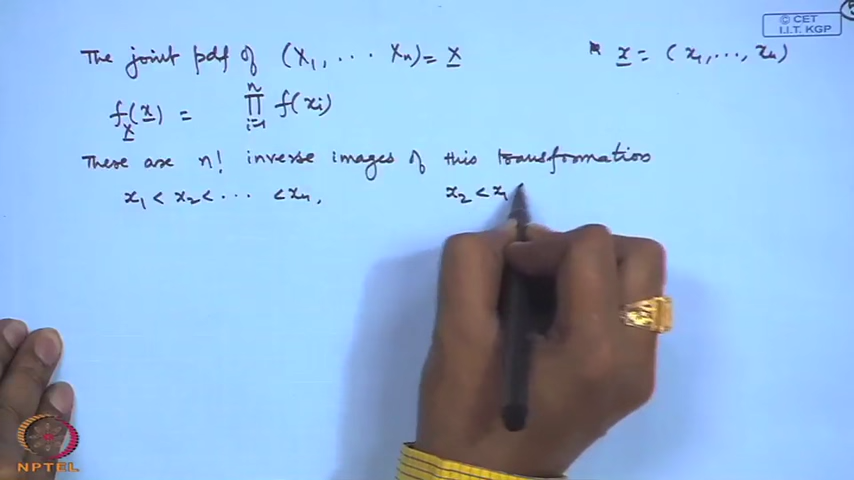 © CET
I.I.T. KGP
The joint pdf of (X₁, ··· Xₙ) = X x = (x₁, ..., xₙ)
f_X(x) = ∏_{i=1}^{n} f(xᵢ)
There are n! inverse images of this transformation
x₁ < x₂ < ··· < xₙ, x₂ < x₁ <
NPTEL